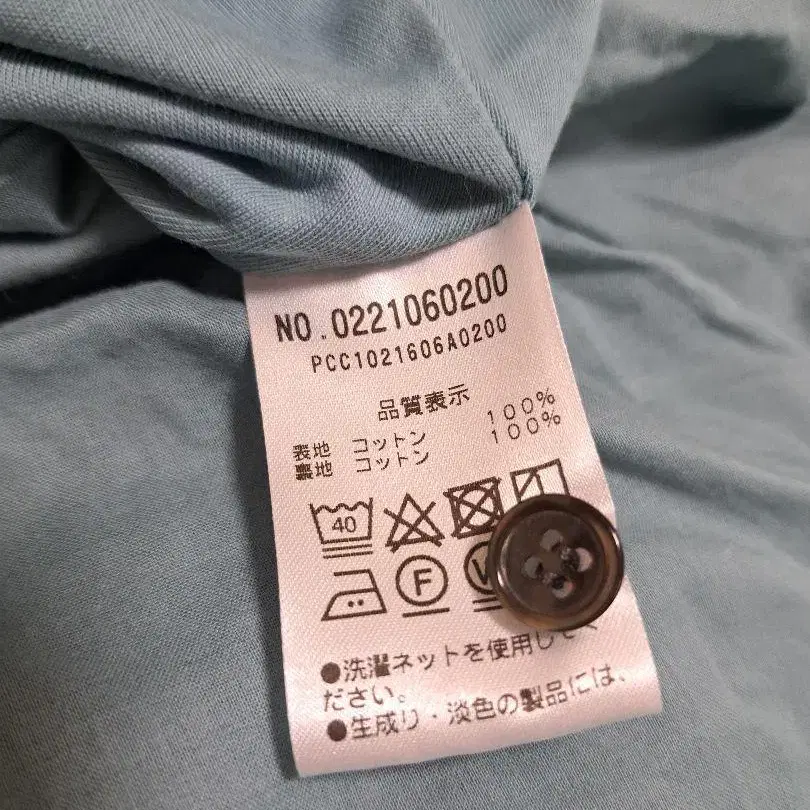 NO.0221060200
PCC1021606A0200
品質表示
表地 コットン 100%
裏地 コットン 100%
40
F
W
●洗濯ネットを使用して
ださい。
●生成り・淡色の製品には、